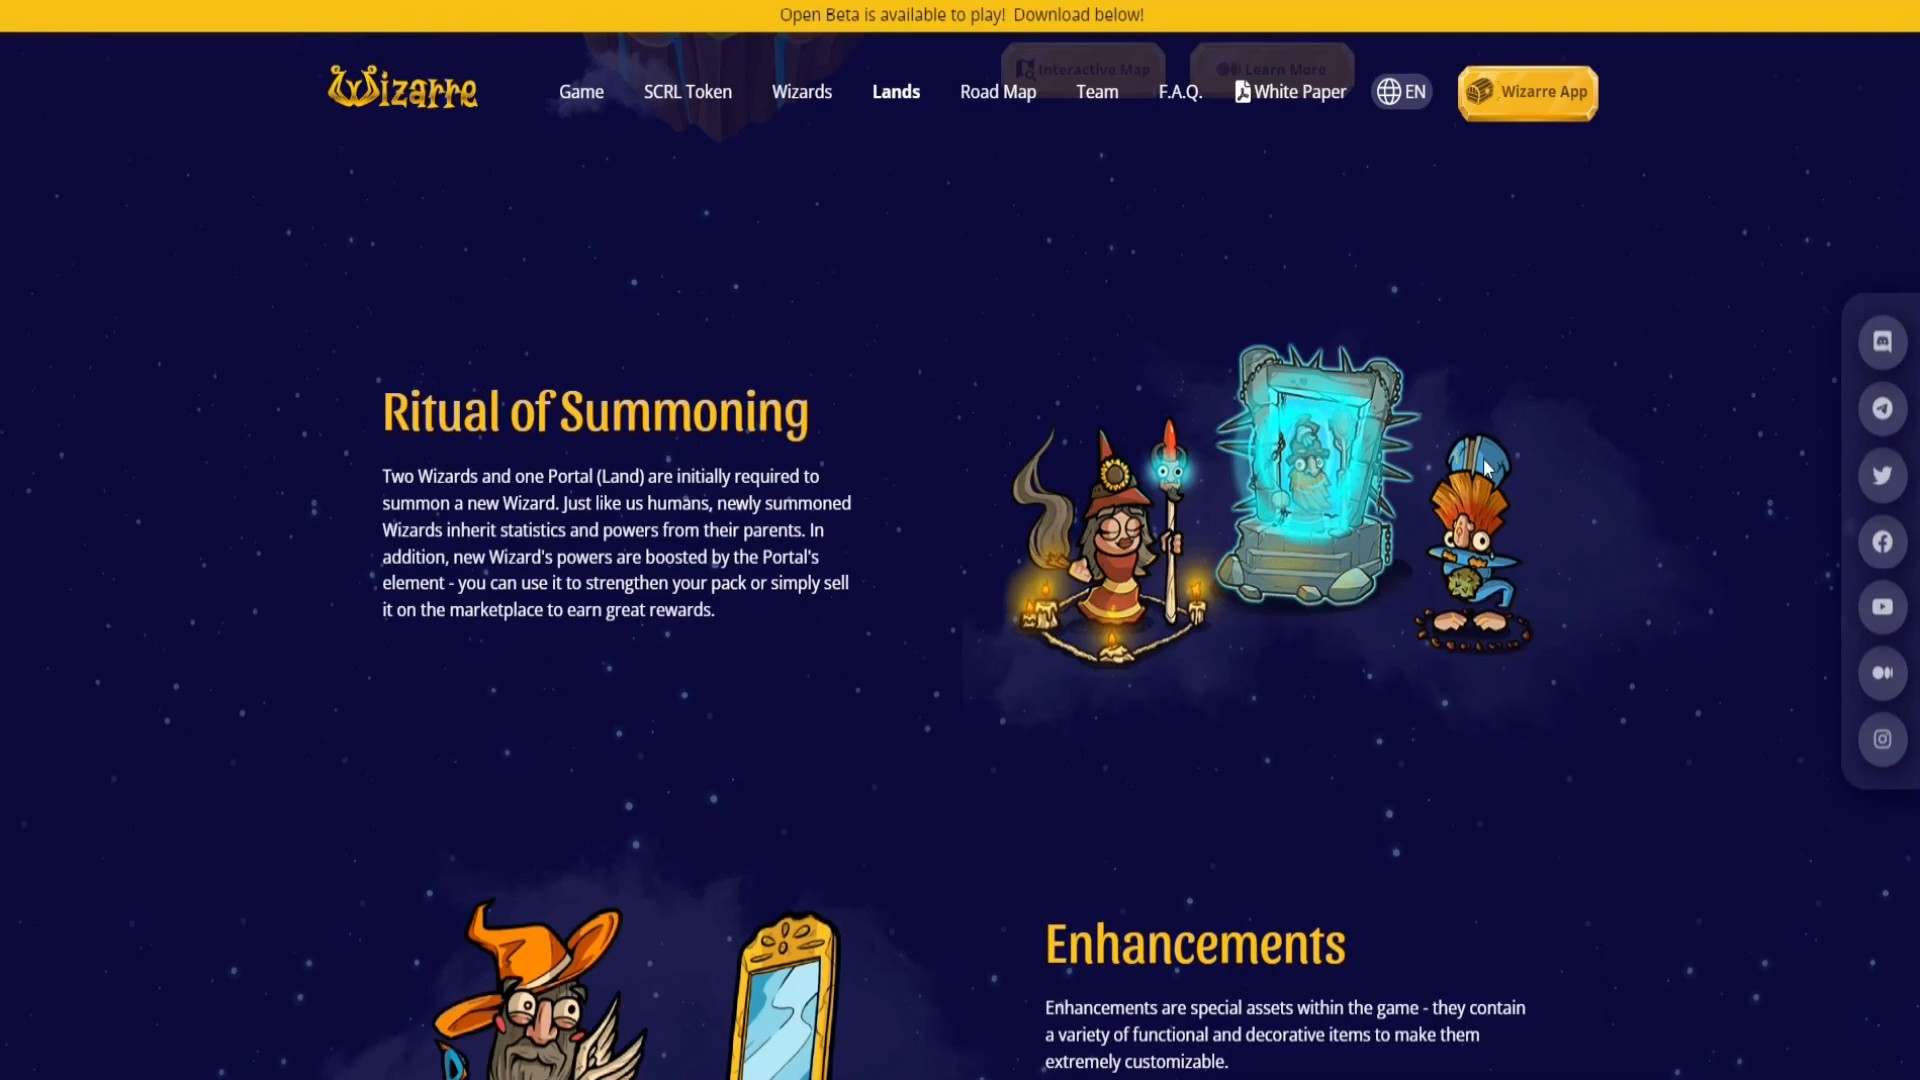 Open Beta is available to play! Download below!
Interactive Map
Learn More
Wizarre
Game
SCRL Token
Wizards
Lands
Road Map
Team
F.A.Q.
White Paper
EN
Wizarre App
Ritual of Summoning
Two Wizards and one Portal (Land) are initially required to
summon a new Wizard. Just like us humans, newly summoned
Wizards inherit statistics and powers from their parents. In
addition, new Wizard's powers are boosted by the Portal's
element - you can use it to strengthen your pack or simply sell
it on the marketplace to earn great rewards.
Enhancements
Enhancements are special assets within the game - they contain
a variety of functional and decorative items to make them
extremely customizable.